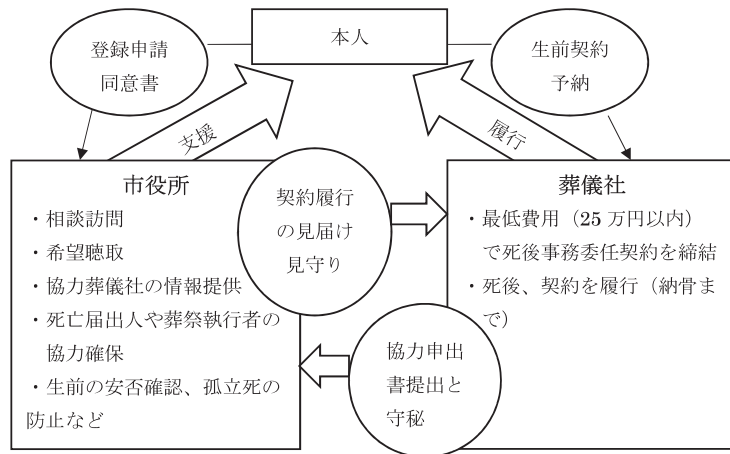 本人
登録申請
同意書
生前契約
予納
支援
履行
市役所
・相談訪問
・希望聴取
・協力葬儀社の情報提供
・死亡届出人や葬祭執行者の
協力確保
・生前の安否確認、孤立死の
防止など
契約履行
の見届け
見守り
葬儀社
・最低費用（25 万円以内）
で死後事務委任契約を締結
・死後、契約を履行（納骨ま
で）
協力申出
書提出と
守秘